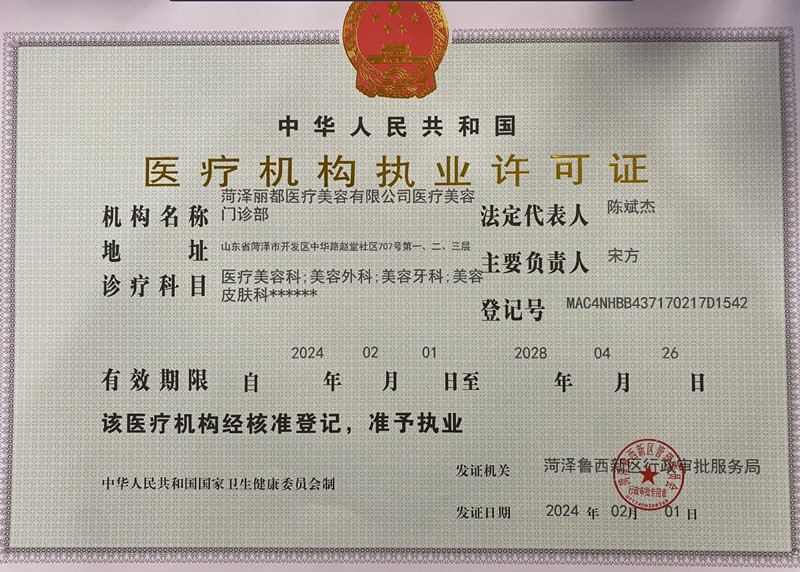 中华人民共和国
医疗机构执业许可证
机构名称 菏泽丽都医疗美容有限公司医疗美容
门诊部
法定代表人 陈斌杰
地址 山东省菏泽市开发区中华路赵堂社区707号第一、二、三层
主要负责人 宋方
诊疗科目 医疗美容科;美容外科;美容牙科;美容
皮肤科******
登记号 MAC4NHBB437170217D1542
有效期限 自 2024 年 02 月 01 日至 2028 年 04 月 26 日
该医疗机构经核准登记，准予执业
发证机关 菏泽鲁西新区行政审批服务局
中华人民共和国国家卫生健康委员会制
发证日期 2024 年 02月 01 日
行政审批专用章